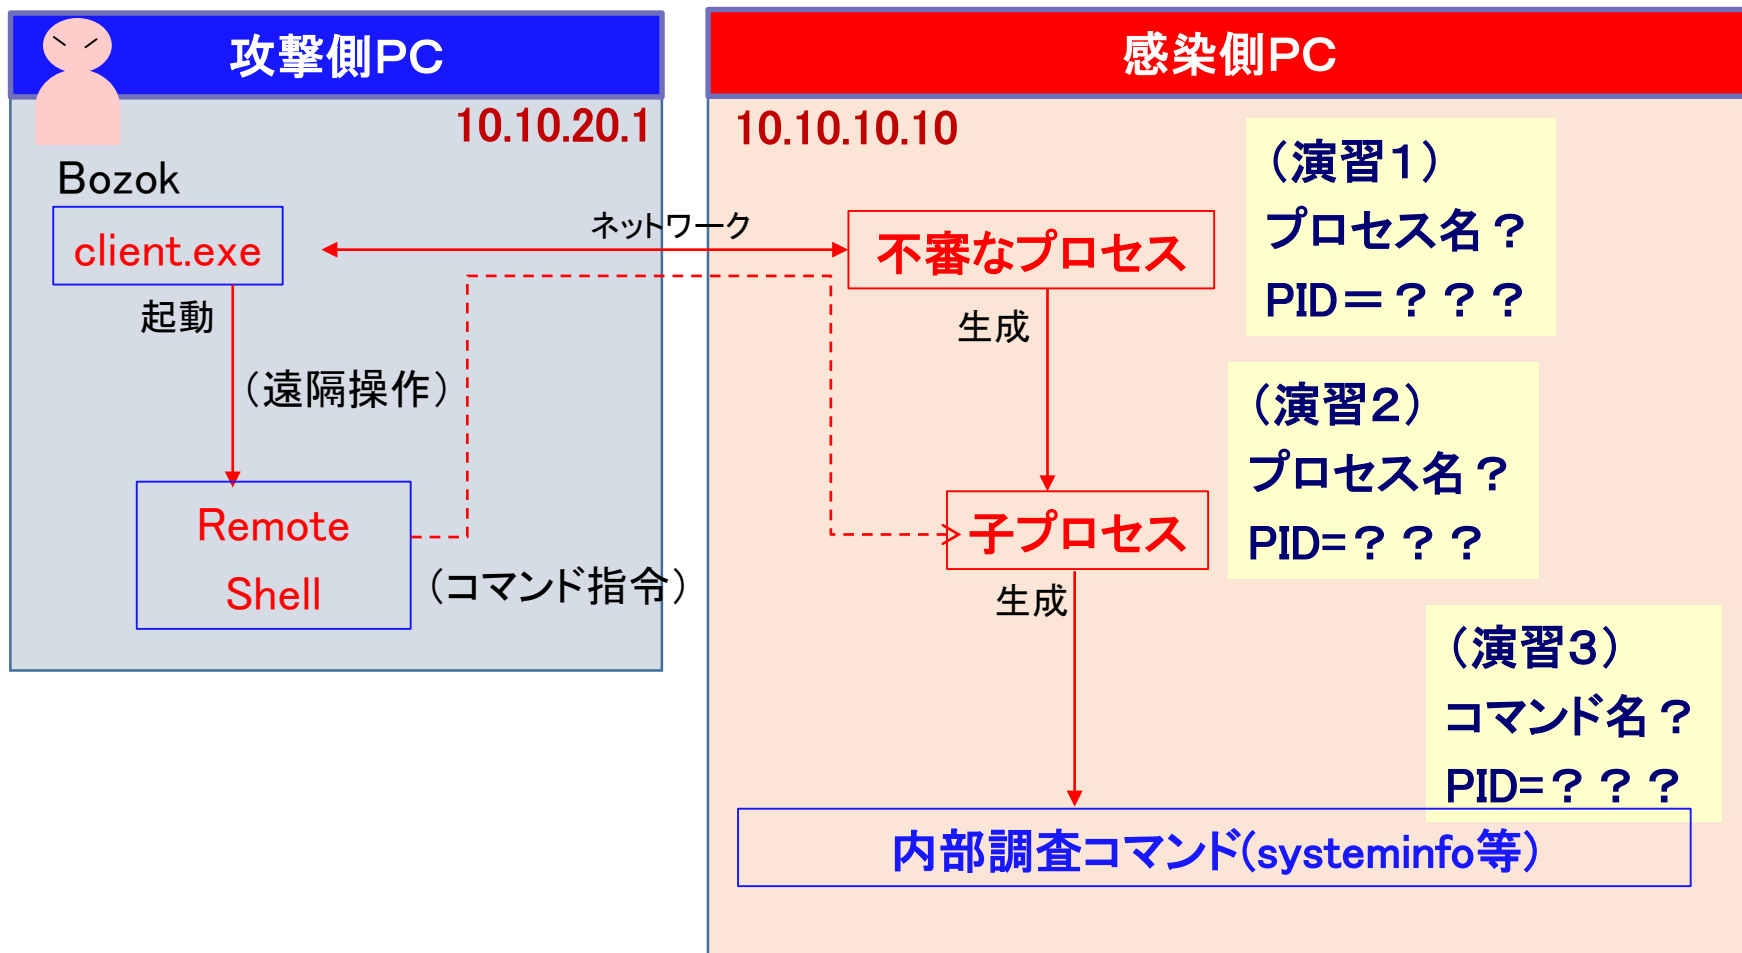 攻撃側PC
10.10.20.1
Bozok
client.exe
起動
（遠隔操作）
Remote
Shell
（コマンド指令）
ネットワーク
感染側PC
10.10.10.10
不審なプロセス
生成
子プロセス
生成
内部調査コマンド(systeminfo等)
（演習１）
プロセス名？
PID＝？？？
（演習２）
プロセス名？
PID=？？？
（演習３）
コマンド名？
PID=？？？